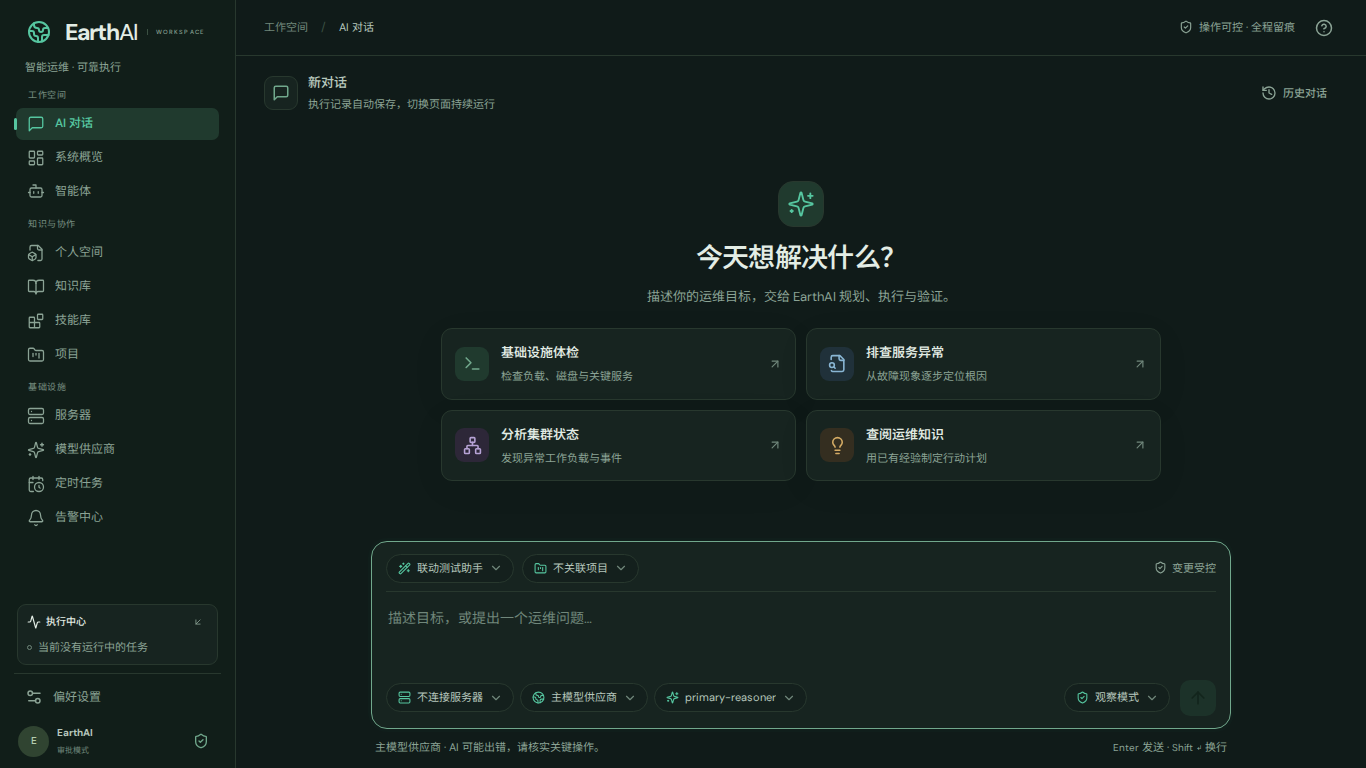 EarthAI WORKSPACE
智能运维 · 可靠执行
工作空间
AI 对话
系统概览
智能体
知识与协作
个人空间
知识库
技能库
项目
基础设施
服务器
模型供应商
定时任务
告警中心
执行中心
当前没有运行中的任务
偏好设置
E
EarthAI
审批模式
工作空间 / AI 对话
操作可控 · 全程留痕
新对话
执行记录自动保存，切换页面持续运行
历史对话
今天想解决什么？
描述你的运维目标，交给 EarthAI 规划、执行与验证。
基础设施体检
检查负载、磁盘与关键服务
排查服务异常
从故障现象逐步定位根因
分析集群状态
发现异常工作负载与事件
查阅运维知识
用已有经验制定行动计划
联动测试助手
不关联项目
变更受控
描述目标，或提出一个运维问题...
不连接服务器
主模型供应商
primary-reasoner
观察模式
主模型供应商 · AI 可能出错，请核实关键操作。
Enter 发送 · Shift ↵ 换行